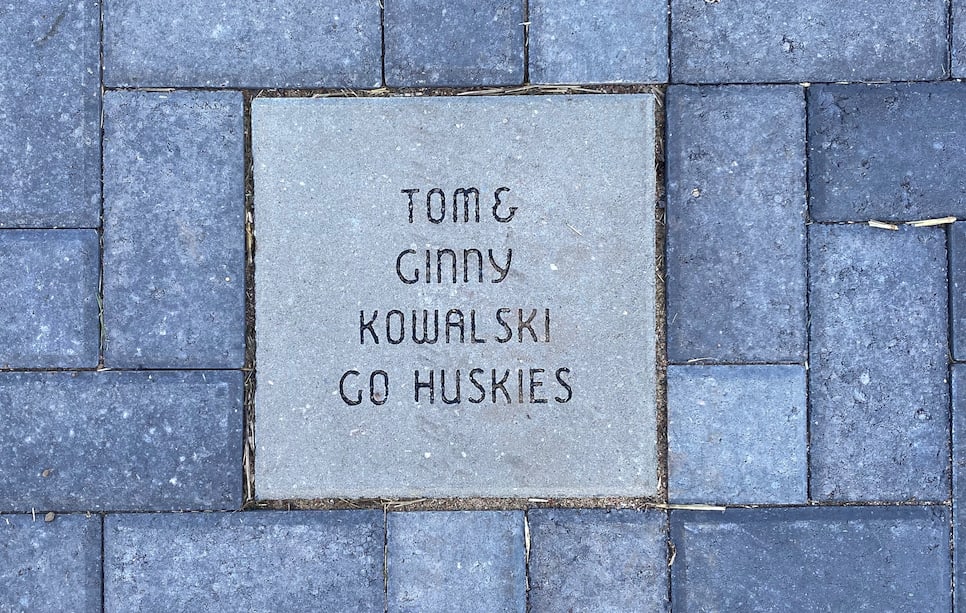 TOM &
GINNY
KOWALSKI
GO HUSKIES